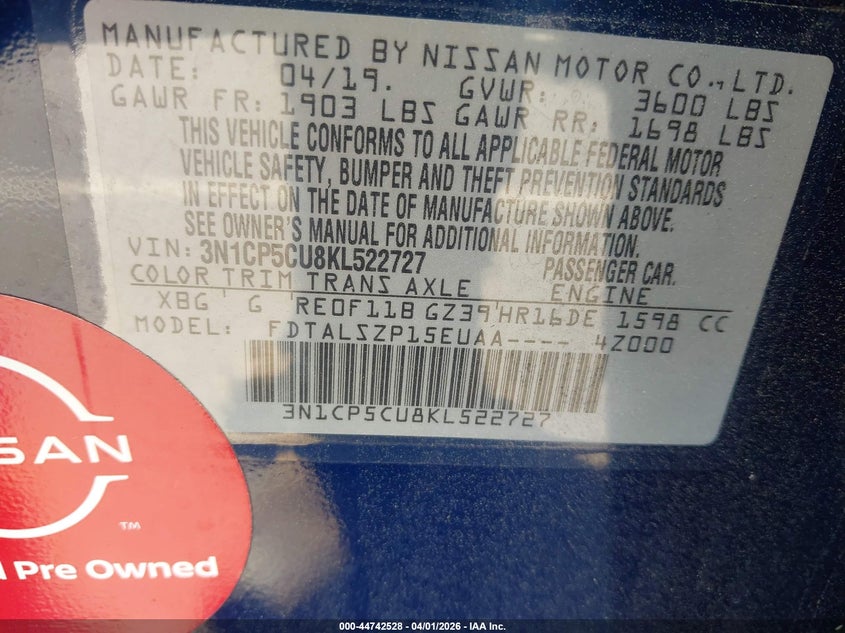 MANUFACTURED BY NISSAN MOTOR CO., LTD.
DATE: 04/19. GVWR: 3600 LBS
GAWR FR: 1903 LBS GAWR RR: 1698 LBS
THIS VEHICLE CONFORMS TO ALL APPLICABLE FEDERAL MOTOR
VEHICLE SAFETY, BUMPER AND THEFT PREVENTION STANDARDS
IN EFFECT ON THE DATE OF MANUFACTURE SHOWN ABOVE.
SEE OWNER'S MANUAL FOR ADDITIONAL INFORMATION.
VIN: 3N1CP5CU8KL522727 PASSENGER CAR.
COLOR TRIM TRANS AXLE ENGINE
XBG G RE0F11B GZ39 HR16DE 1598 CC
MODEL: FDTALSZP15EUAA---- 4Z000
3N1CP5CU8KL522727
SSAN
TM
Pre Owned
000-44742528 - 04/01/2026 - IAA Inc.